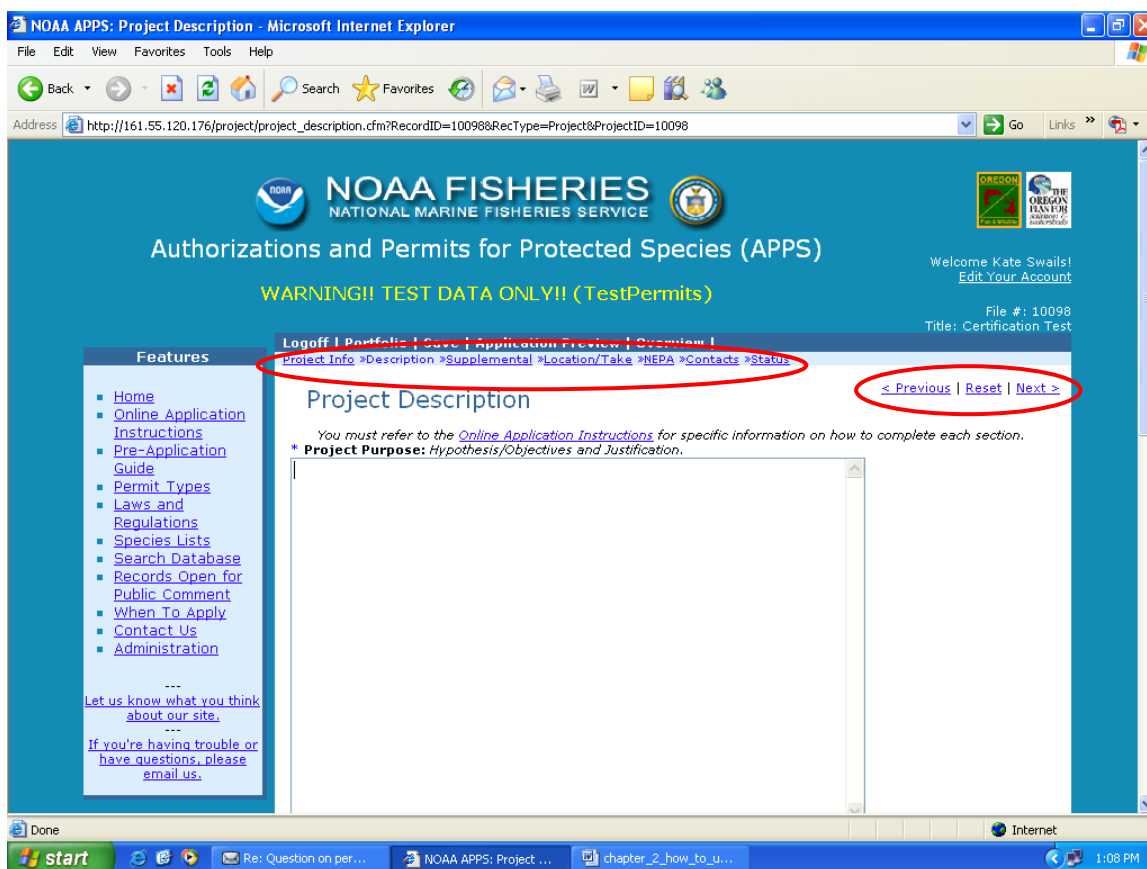 NOAA APPS: Project Description - Microsoft Internet Explorer
File Edit View Favorites Tools Help
Back Search Favorites
Address http://161.55.120.176/project/project_description.cfm?RecordID=10098&RecType=Project&ProjectID=10098 Go Links »
NOAA FISHERIES
NATIONAL MARINE FISHERIES SERVICE
Authorizations and Permits for Protected Species (APPS)
WARNING!! TEST DATA ONLY!! (TestPermits)
OREGON
THE
OREGON
PLAN FOR
Welcome Kate Swails!
Edit Your Account
File #: 10098
Title: Certification Test
Logoff | Portfolio | Save | Application Preview | Overview |
Project Info »Description »Supplemental »Location/Take »NEPA »Contacts »Status
Features
Home
Online Application
Instructions
Pre-Application
Guide
Permit Types
Laws and
Regulations
Species Lists
Search Database
Records Open for
Public Comment
When To Apply
Contact Us
Administration
---
Let us know what you think
about our site.
---
If you're having trouble or
have questions, please
email us.
< Previous | Reset | Next >
Project Description
You must refer to the Online Application Instructions for specific information on how to complete each section.
* Project Purpose: Hypothesis/Objectives and Justification.
Done Internet
start Re: Question on per... NOAA APPS: Project ... chapter_2_how_to_u... 1:08 PM